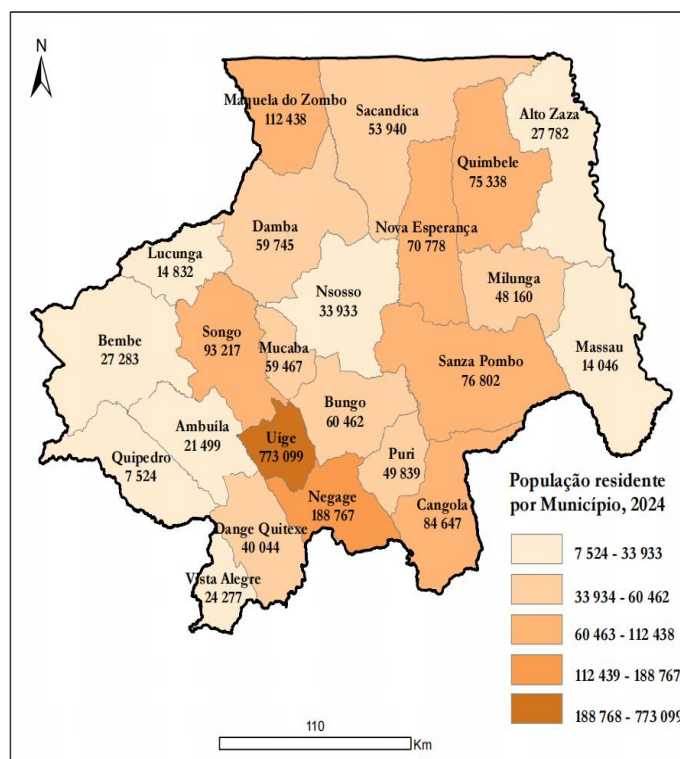 N
Maquela do Zombo
112 438
Sacandica
53 940
Alto Zaza
27 782
Quimbele
75 338
Damba
59 745
Nova Esperança
70 778
Lucunga
14 832
Nsosso
33 933
Milunga
48 160
Bembe
27 283
Songo
93 217
Mucaba
59 467
Sanza Pombo
76 802
Massau
14 046
Bungo
60 462
Ambuíla
21 499
Uíge
773 099
Puri
49 839
Quipedro
7 524
Negage
188 767
Cangola
84 647
Dange Quitexe
40 044
Vista Alegre
24 277
População residente
por Município, 2024
7 524 - 33 933
33 934 - 60 462
60 463 - 112 438
112 439 - 188 767
188 768 - 773 099
110
Km